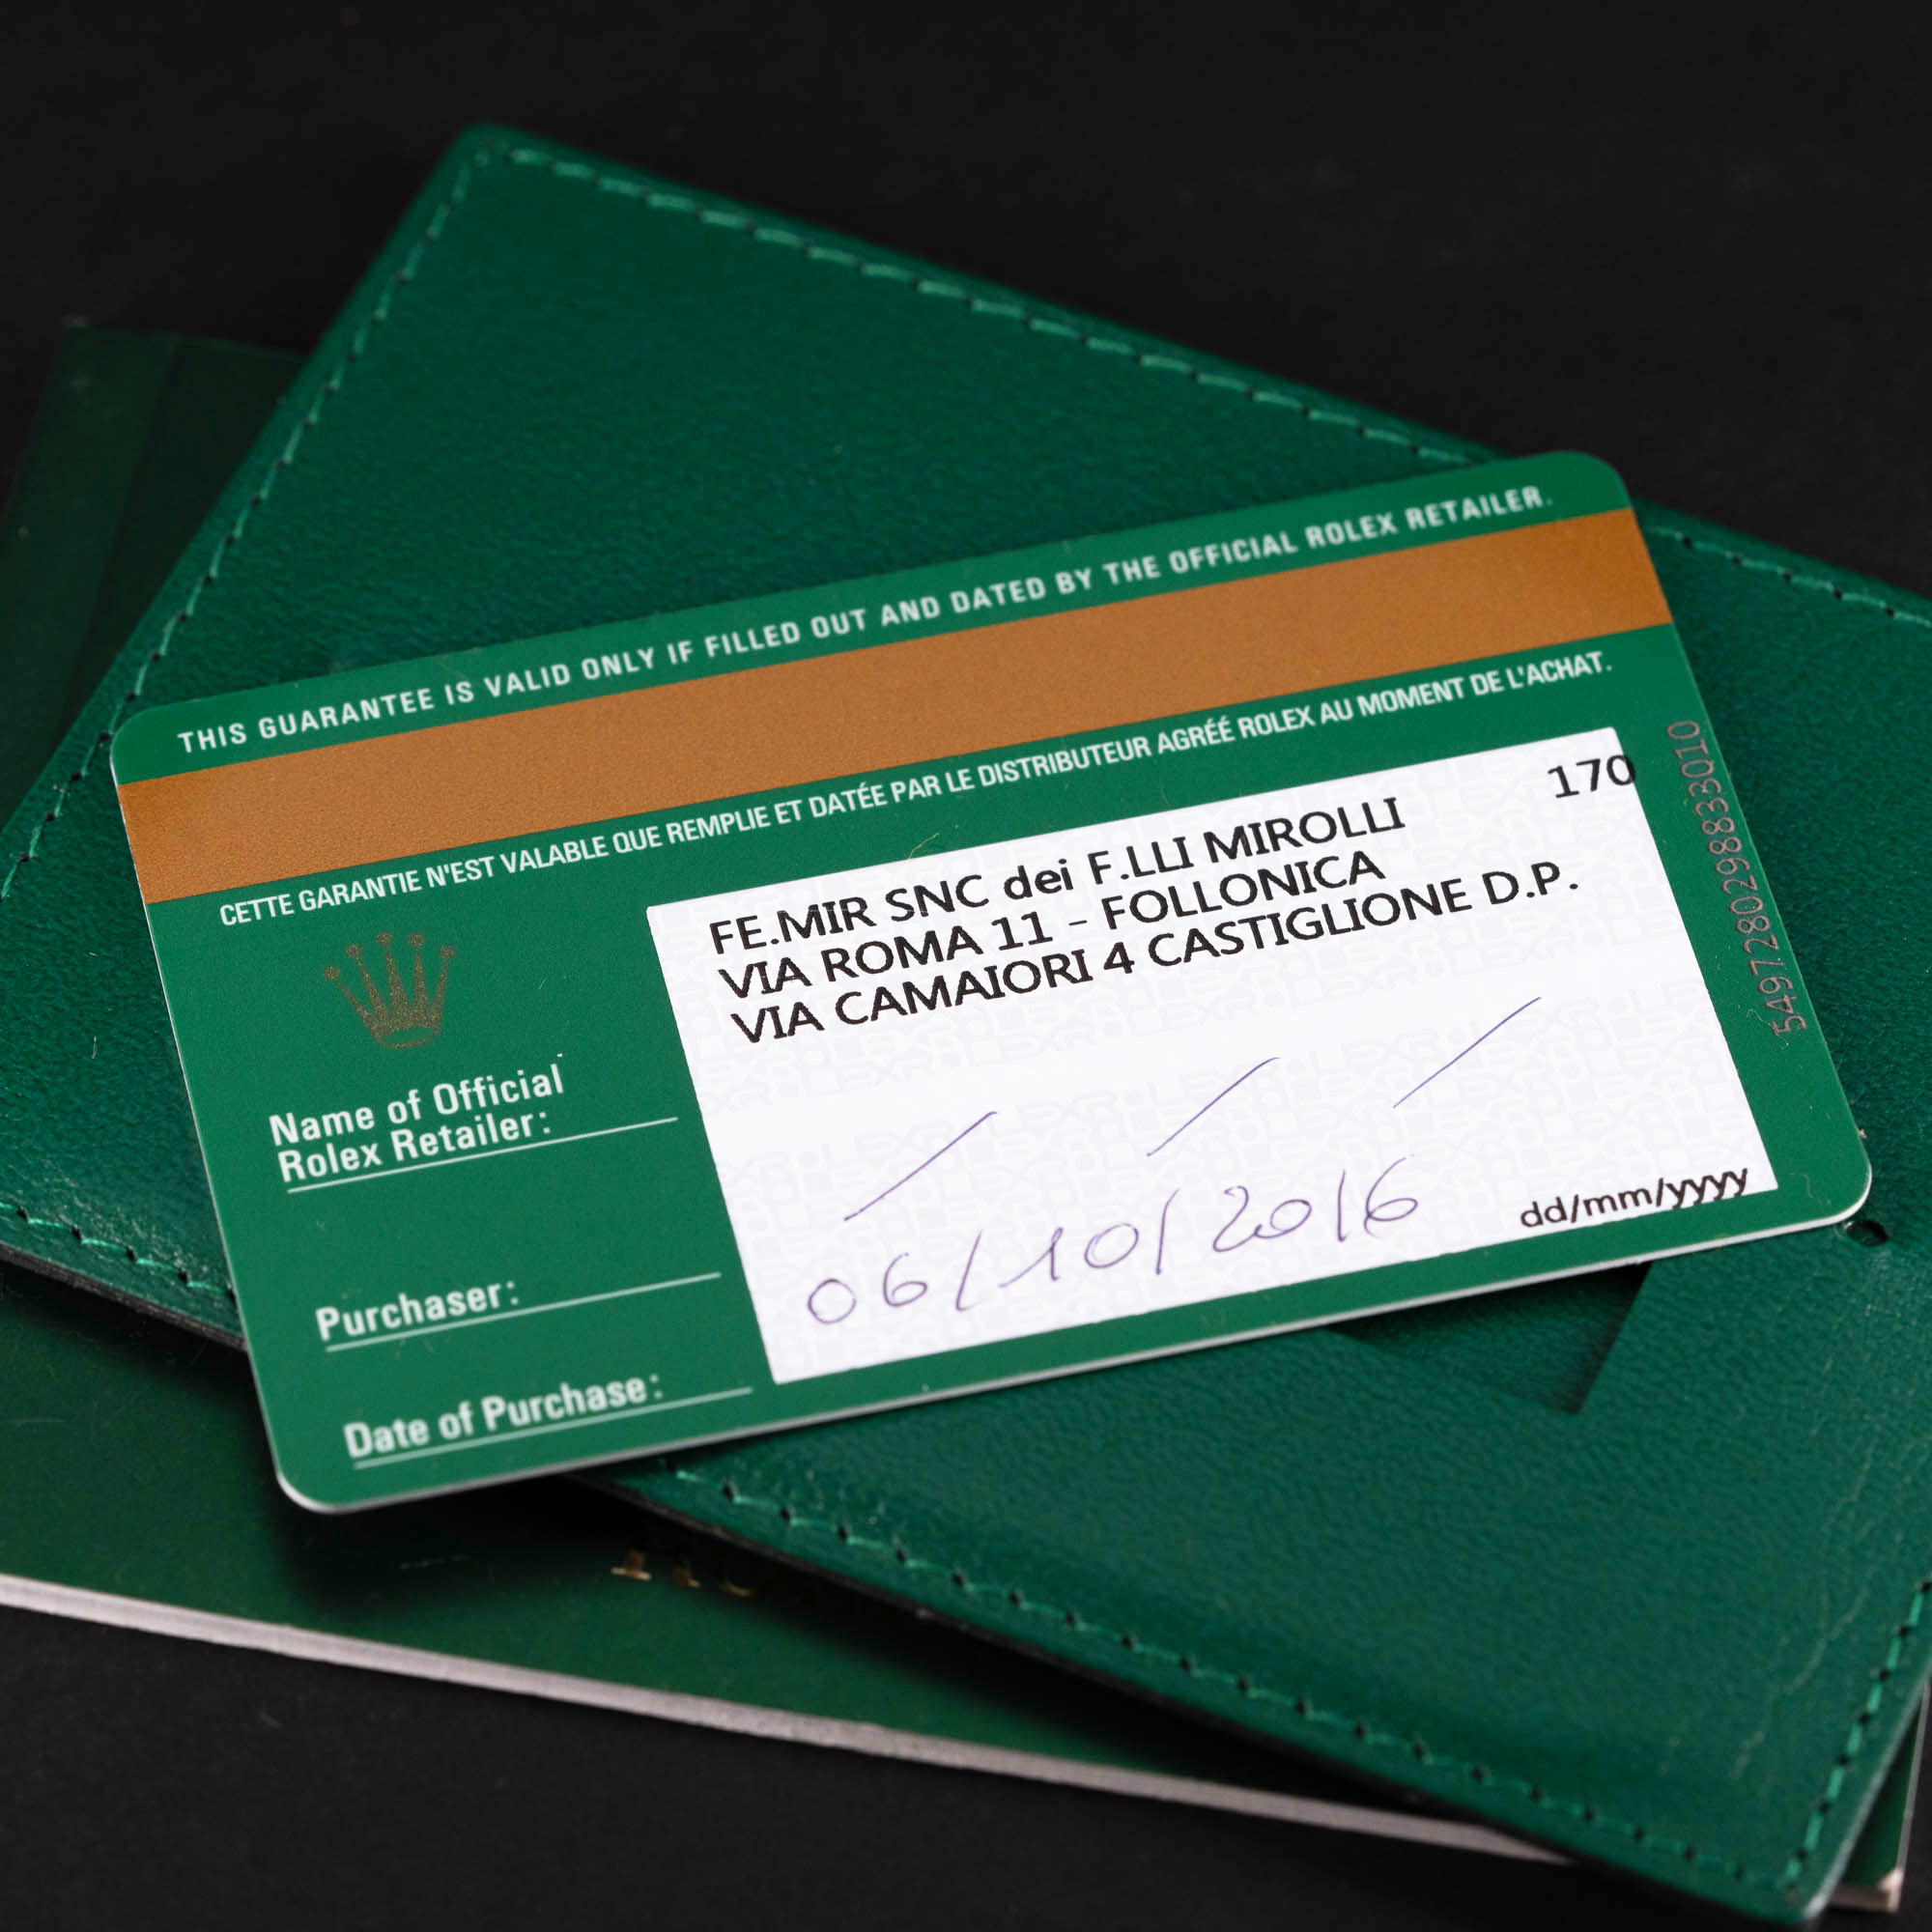 THIS GUARANTEE IS VALID ONLY IF FILLED OUT AND DATED BY THE OFFICIAL ROLEX RETAILER.
CETTE GARANTIE N'EST VALABLE QUE REMPLIE ET DATÉE PAR LE DISTRIBUTEUR AGRÉÉ ROLEX AU MOMENT DE L'ACHAT.
170
FE.MIR SNC dei F.LLI MIROLLI
VIA ROMA 11 - FOLLONICA
VIA CAMAIORI 4 CASTIGLIONE D.P.
Name of Official
Rolex Retailer:
Purchaser:
Date of Purchase:
06/10/2016
dd/mm/yyyy
5497280298833010